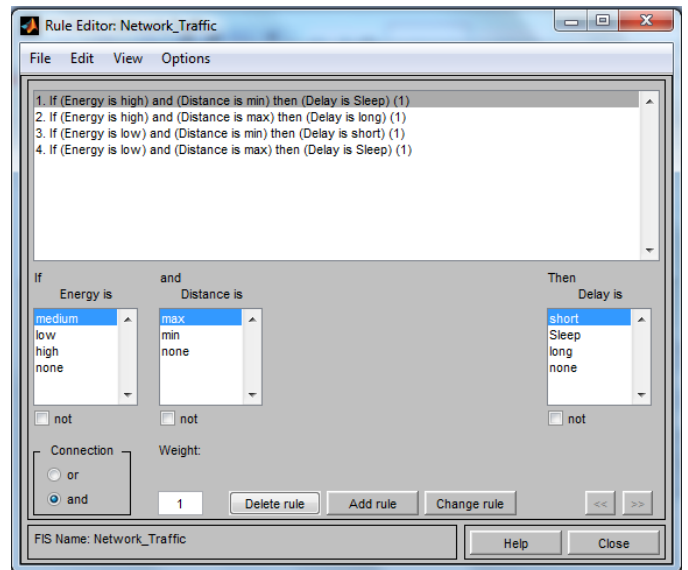 Rule Editor: Network_Traffic
File Edit View Options
1. If (Energy is high) and (Distance is min) then (Delay is Sleep) (1)
2. If (Energy is high) and (Distance is max) then (Delay is long) (1)
3. If (Energy is low) and (Distance is min) then (Delay is short) (1)
4. If (Energy is low) and (Distance is max) then (Delay is Sleep) (1)
If and Then
Energy is Distance is Delay is
medium max short
low min Sleep
high none long
none none
not not not
Connection Weight:
or
and 1 Delete rule Add rule Change rule << >>
FIS Name: Network_Traffic Help Close